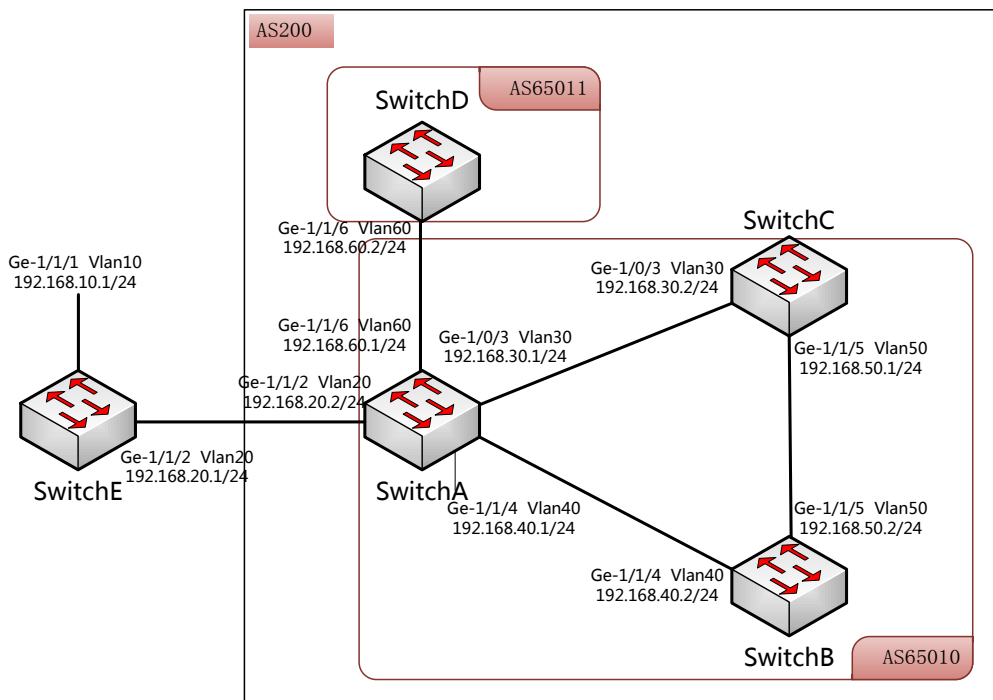 AS200
AS65011
SwitchD
Ge-1/1/6 Vlan60
192.168.60.2/24
SwitchC
Ge-1/1/1 Vlan10
192.168.10.1/24
Ge-1/0/3 Vlan30
192.168.30.2/24
Ge-1/1/6 Vlan60
192.168.60.1/24
Ge-1/0/3 Vlan30
192.168.30.1/24
Ge-1/1/5 Vlan50
192.168.50.1/24
Ge-1/1/2 Vlan20
192.168.20.2/24
Ge-1/1/2 Vlan20
192.168.20.1/24
SwitchE
SwitchA
Ge-1/1/4 Vlan40
192.168.40.1/24
Ge-1/1/5 Vlan50
192.168.50.2/24
Ge-1/1/4 Vlan40
192.168.40.2/24
SwitchB
AS65010